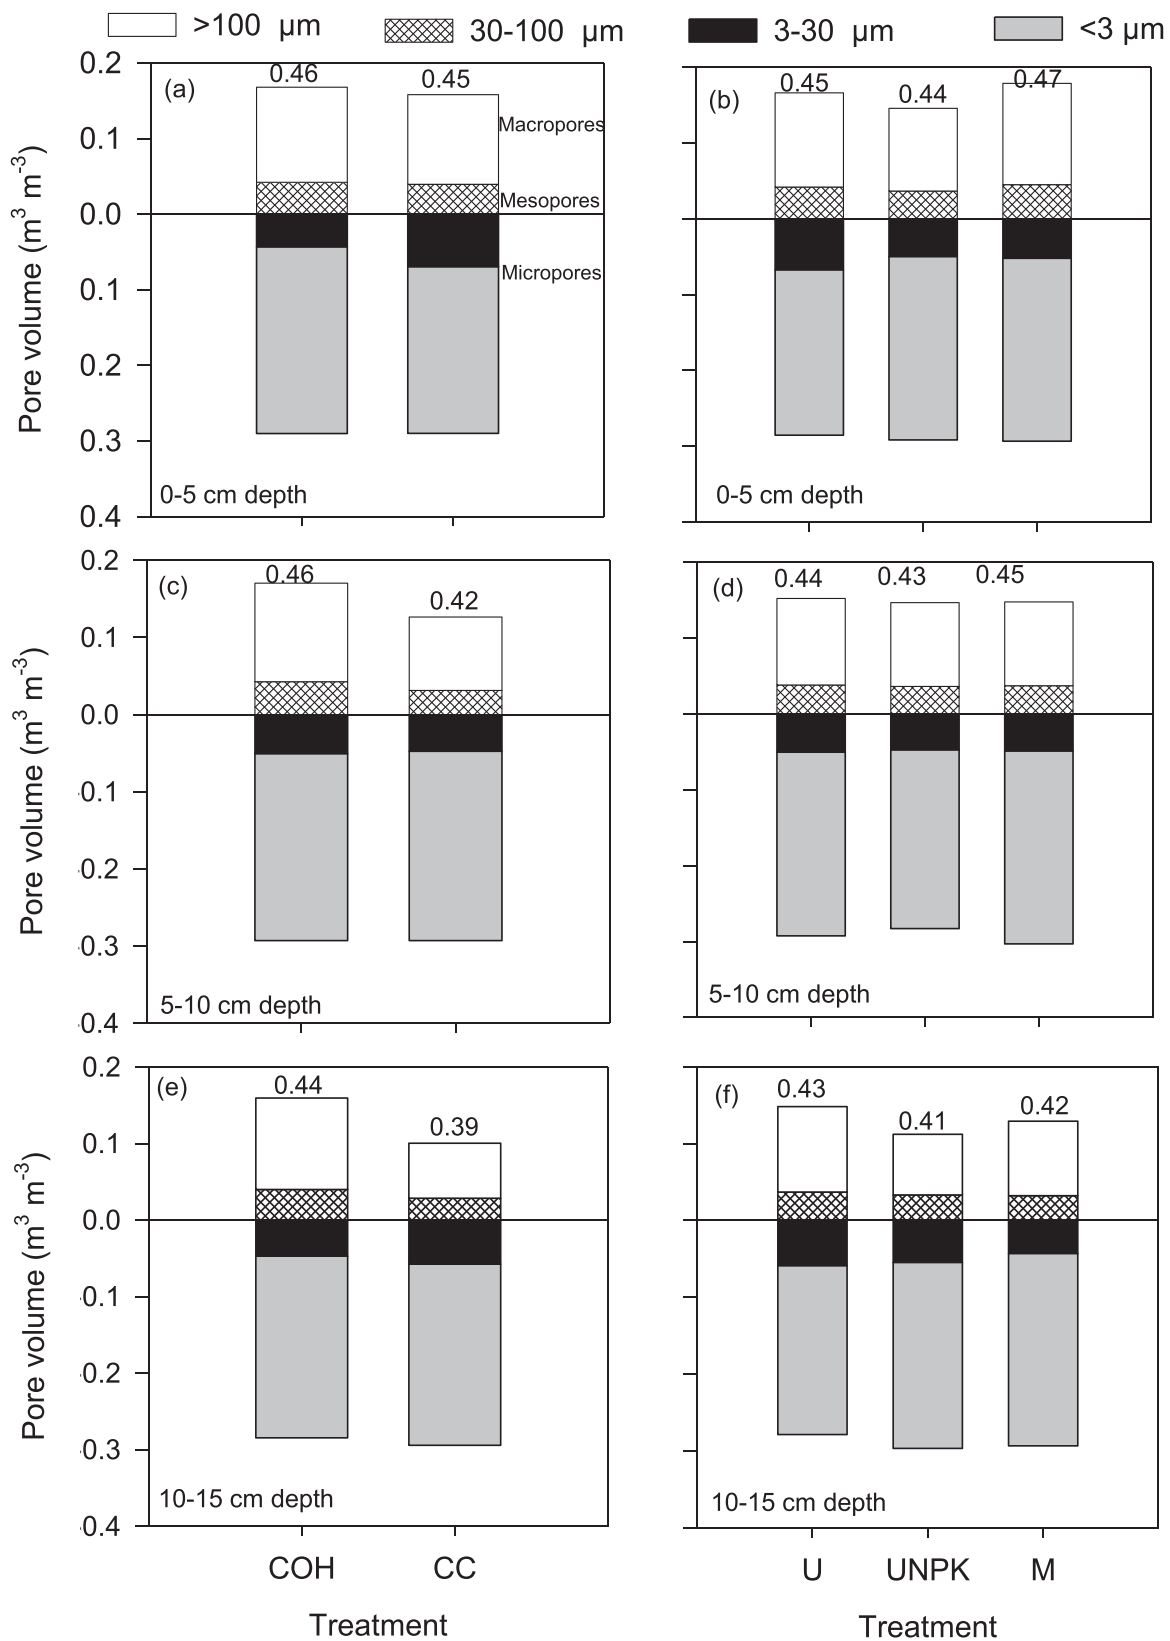 >100 µm 30-100 µm 3-30 µm <3 µm
0.2
0.1
0.0
0.1
0.2
0.3
0.4
Pore volume (m³ m⁻³)
(a)
0.46
0.45
Macropores
Mesopores
Micropores
0-5 cm depth
(b)
0.45
0.44
0.47
0-5 cm depth
0.2
0.1
0.0
0.1
0.2
0.3
0.4
Pore volume (m³ m⁻³)
(c)
0.46
0.42
5-10 cm depth
(d)
0.44
0.43
0.45
5-10 cm depth
0.2
0.1
0.0
0.1
0.2
0.3
0.4
Pore volume (m³ m⁻³)
(e)
0.44
0.39
10-15 cm depth
(f)
0.43
0.41
0.42
10-15 cm depth
COH CC
Treatment
U UNPK M
Treatment